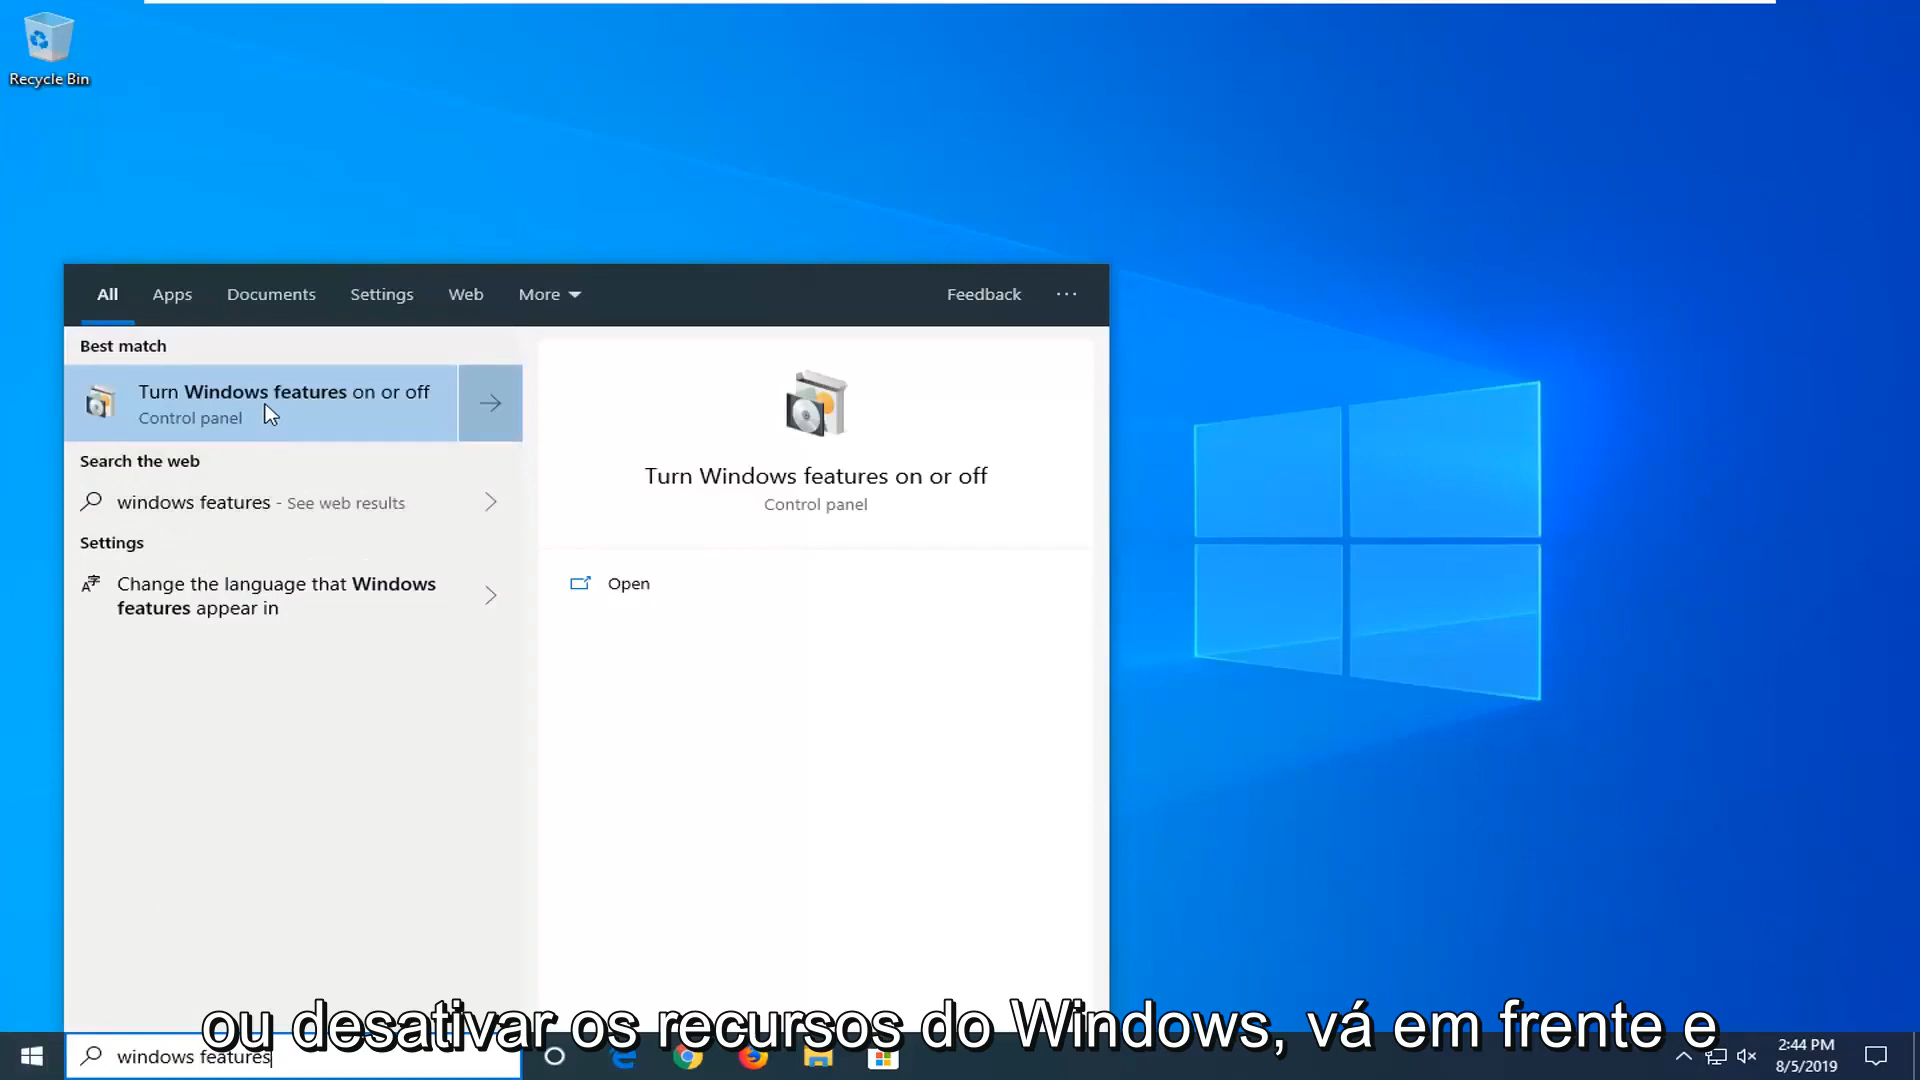 Recycle Bin
All Apps Documents Settings Web More Feedback ...
Best match
Turn Windows features on or off
Control panel
Search the web
windows features - See web results
Settings
Change the language that Windows
features appear in
Turn Windows features on or off
Control panel
Open
ou desativar os recursos do Windows, vá em frente e
windows features
2:44 PM
8/5/2019